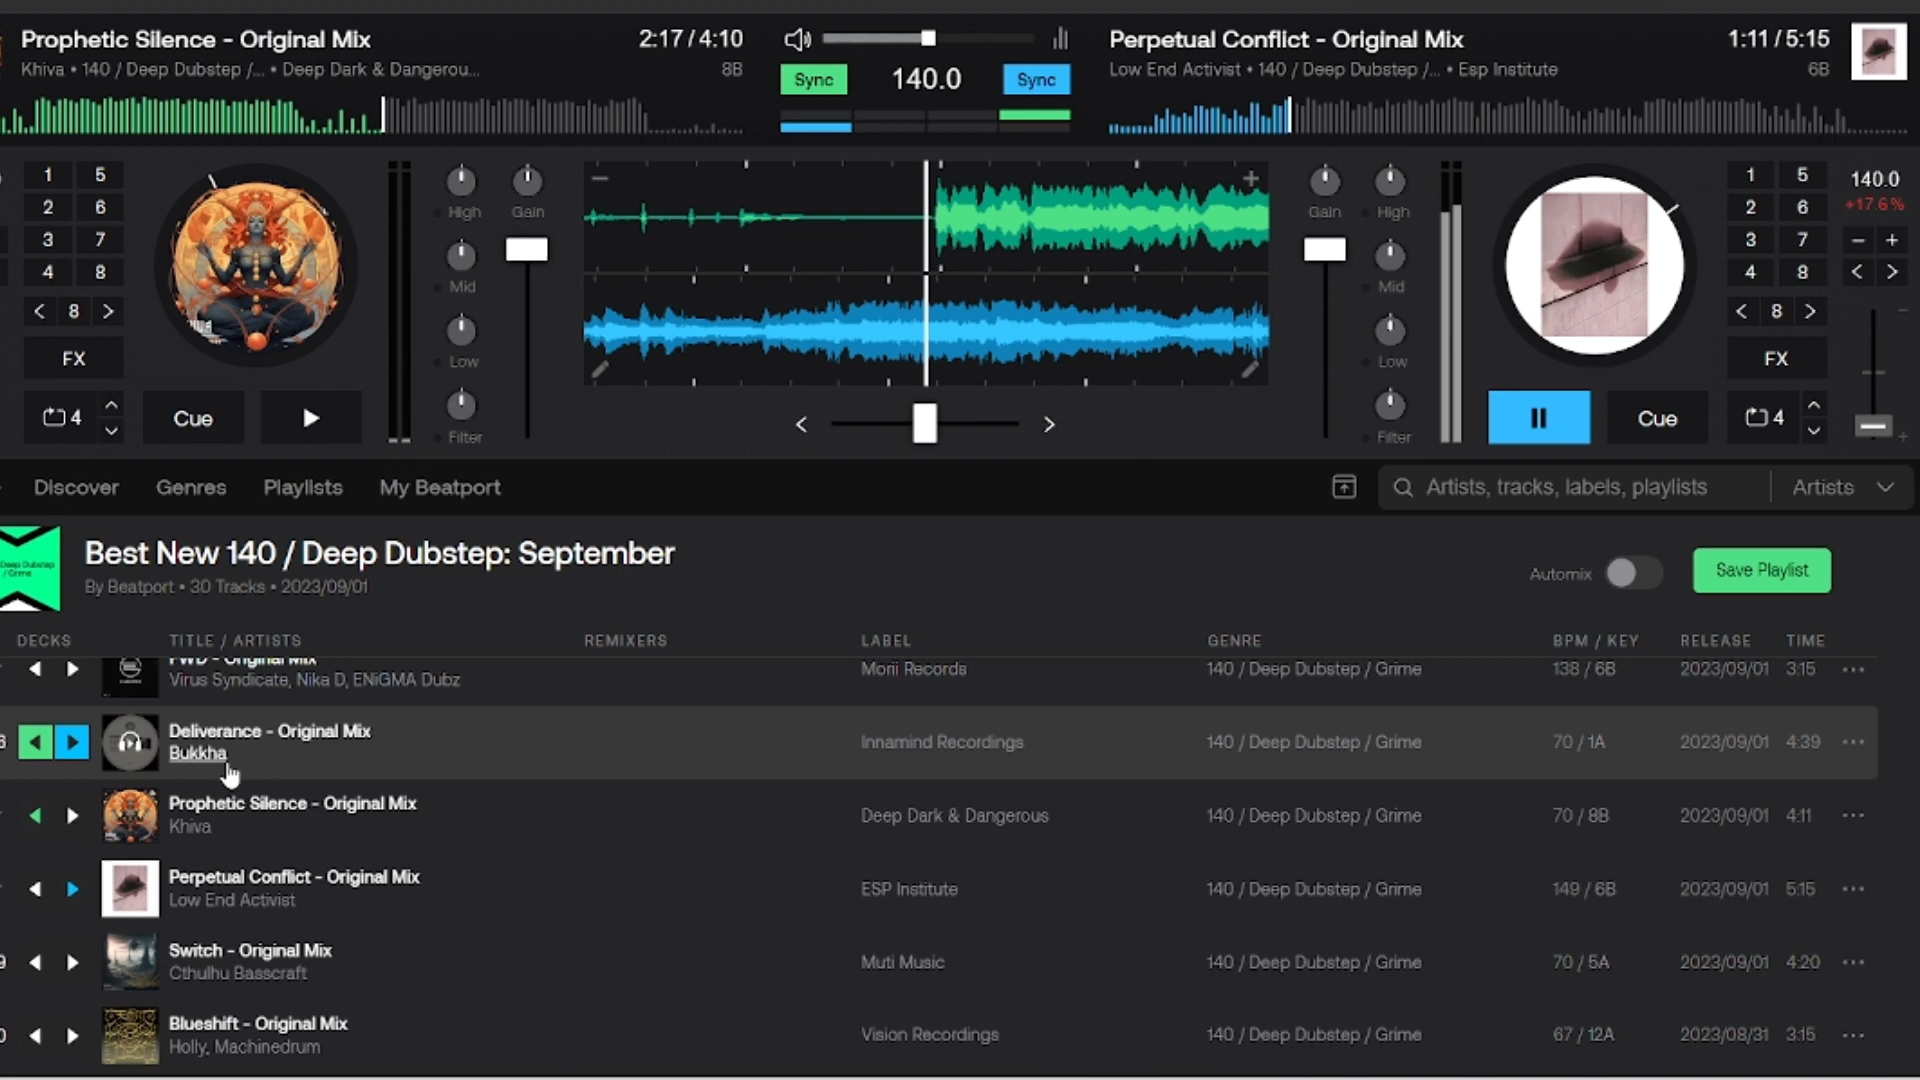 Prophetic Silence - Original Mix
2:17 / 4:10
Khiva • 140 / Deep Dubstep /... • Deep Dark & Dangerou...
8B
Sync
140.0
Sync
Perpetual Conflict - Original Mix
1:11 / 5:15
Low End Activist • 140 / Deep Dubstep /... • Esp Institute
6B
1 5
2 6
3 7
4 8
< 8 >
FX
4
Cue
High
Gain
Mid
Low
Filter
− +
< >
Gain
High
Mid
Low
Filter
Cue
1 5
2 6
3 7
4 8
< 8 >
FX
4
140.0
+17.6%
− +
< >
Discover Genres Playlists My Beatport
Artists, tracks, labels, playlists
Artists
Deep Dubstep
/ Grime
Best New 140 / Deep Dubstep: September
By Beatport • 30 Tracks • 2023/09/01
Automix
Save Playlist
DECKS TITLE / ARTISTS REMIXERS LABEL GENRE BPM / KEY RELEASE TIME
FWD - Original Mix
Virus Syndicate, Nika D, ENiGMA Dubz
Morii Records 140 / Deep Dubstep / Grime 138 / 6B 2023/09/01 3:15 ...
6
Deliverance - Original Mix
Bukkha
Innamind Recordings 140 / Deep Dubstep / Grime 70 / 1A 2023/09/01 4:39 ...
Prophetic Silence - Original Mix
Khiva
Deep Dark & Dangerous 140 / Deep Dubstep / Grime 70 / 8B 2023/09/01 4:11 ...
Perpetual Conflict - Original Mix
Low End Activist
ESP Institute 140 / Deep Dubstep / Grime 149 / 6B 2023/09/01 5:15 ...
9
Switch - Original Mix
Cthulhu Basscraft
Muti Music 140 / Deep Dubstep / Grime 70 / 5A 2023/09/01 4:20 ...
0
Blueshift - Original Mix
Holly, Machinedrum
Vision Recordings 140 / Deep Dubstep / Grime 67 / 12A 2023/08/31 3:15 ...